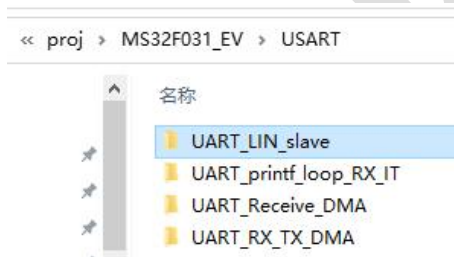 « proj › MS32F031_EV › USART
名称
UART_LIN_slave
UART_printf_loop_RX_IT
UART_Receive_DMA
UART_RX_TX_DMA